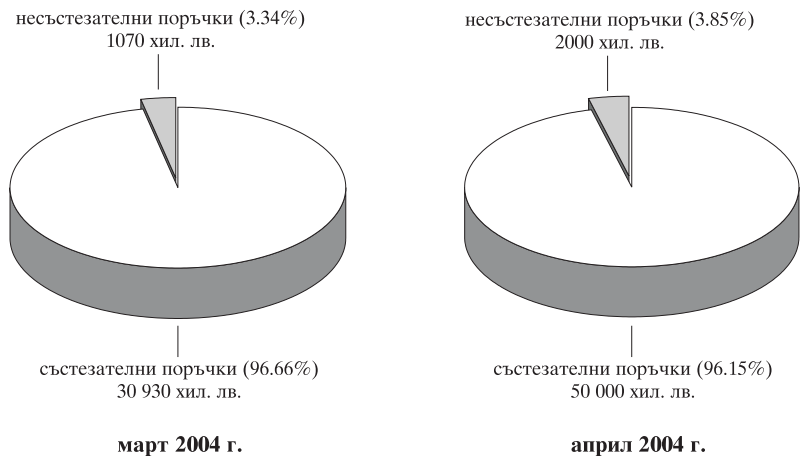 несъстезателни поръчки (3.34%)
1070 хил. лв.
състезателни поръчки (96.66%)
30 930 хил. лв.
март 2004 г.
несъстезателни поръчки (3.85%)
2000 хил. лв.
състезателни поръчки (96.15%)
50 000 хил. лв.
април 2004 г.